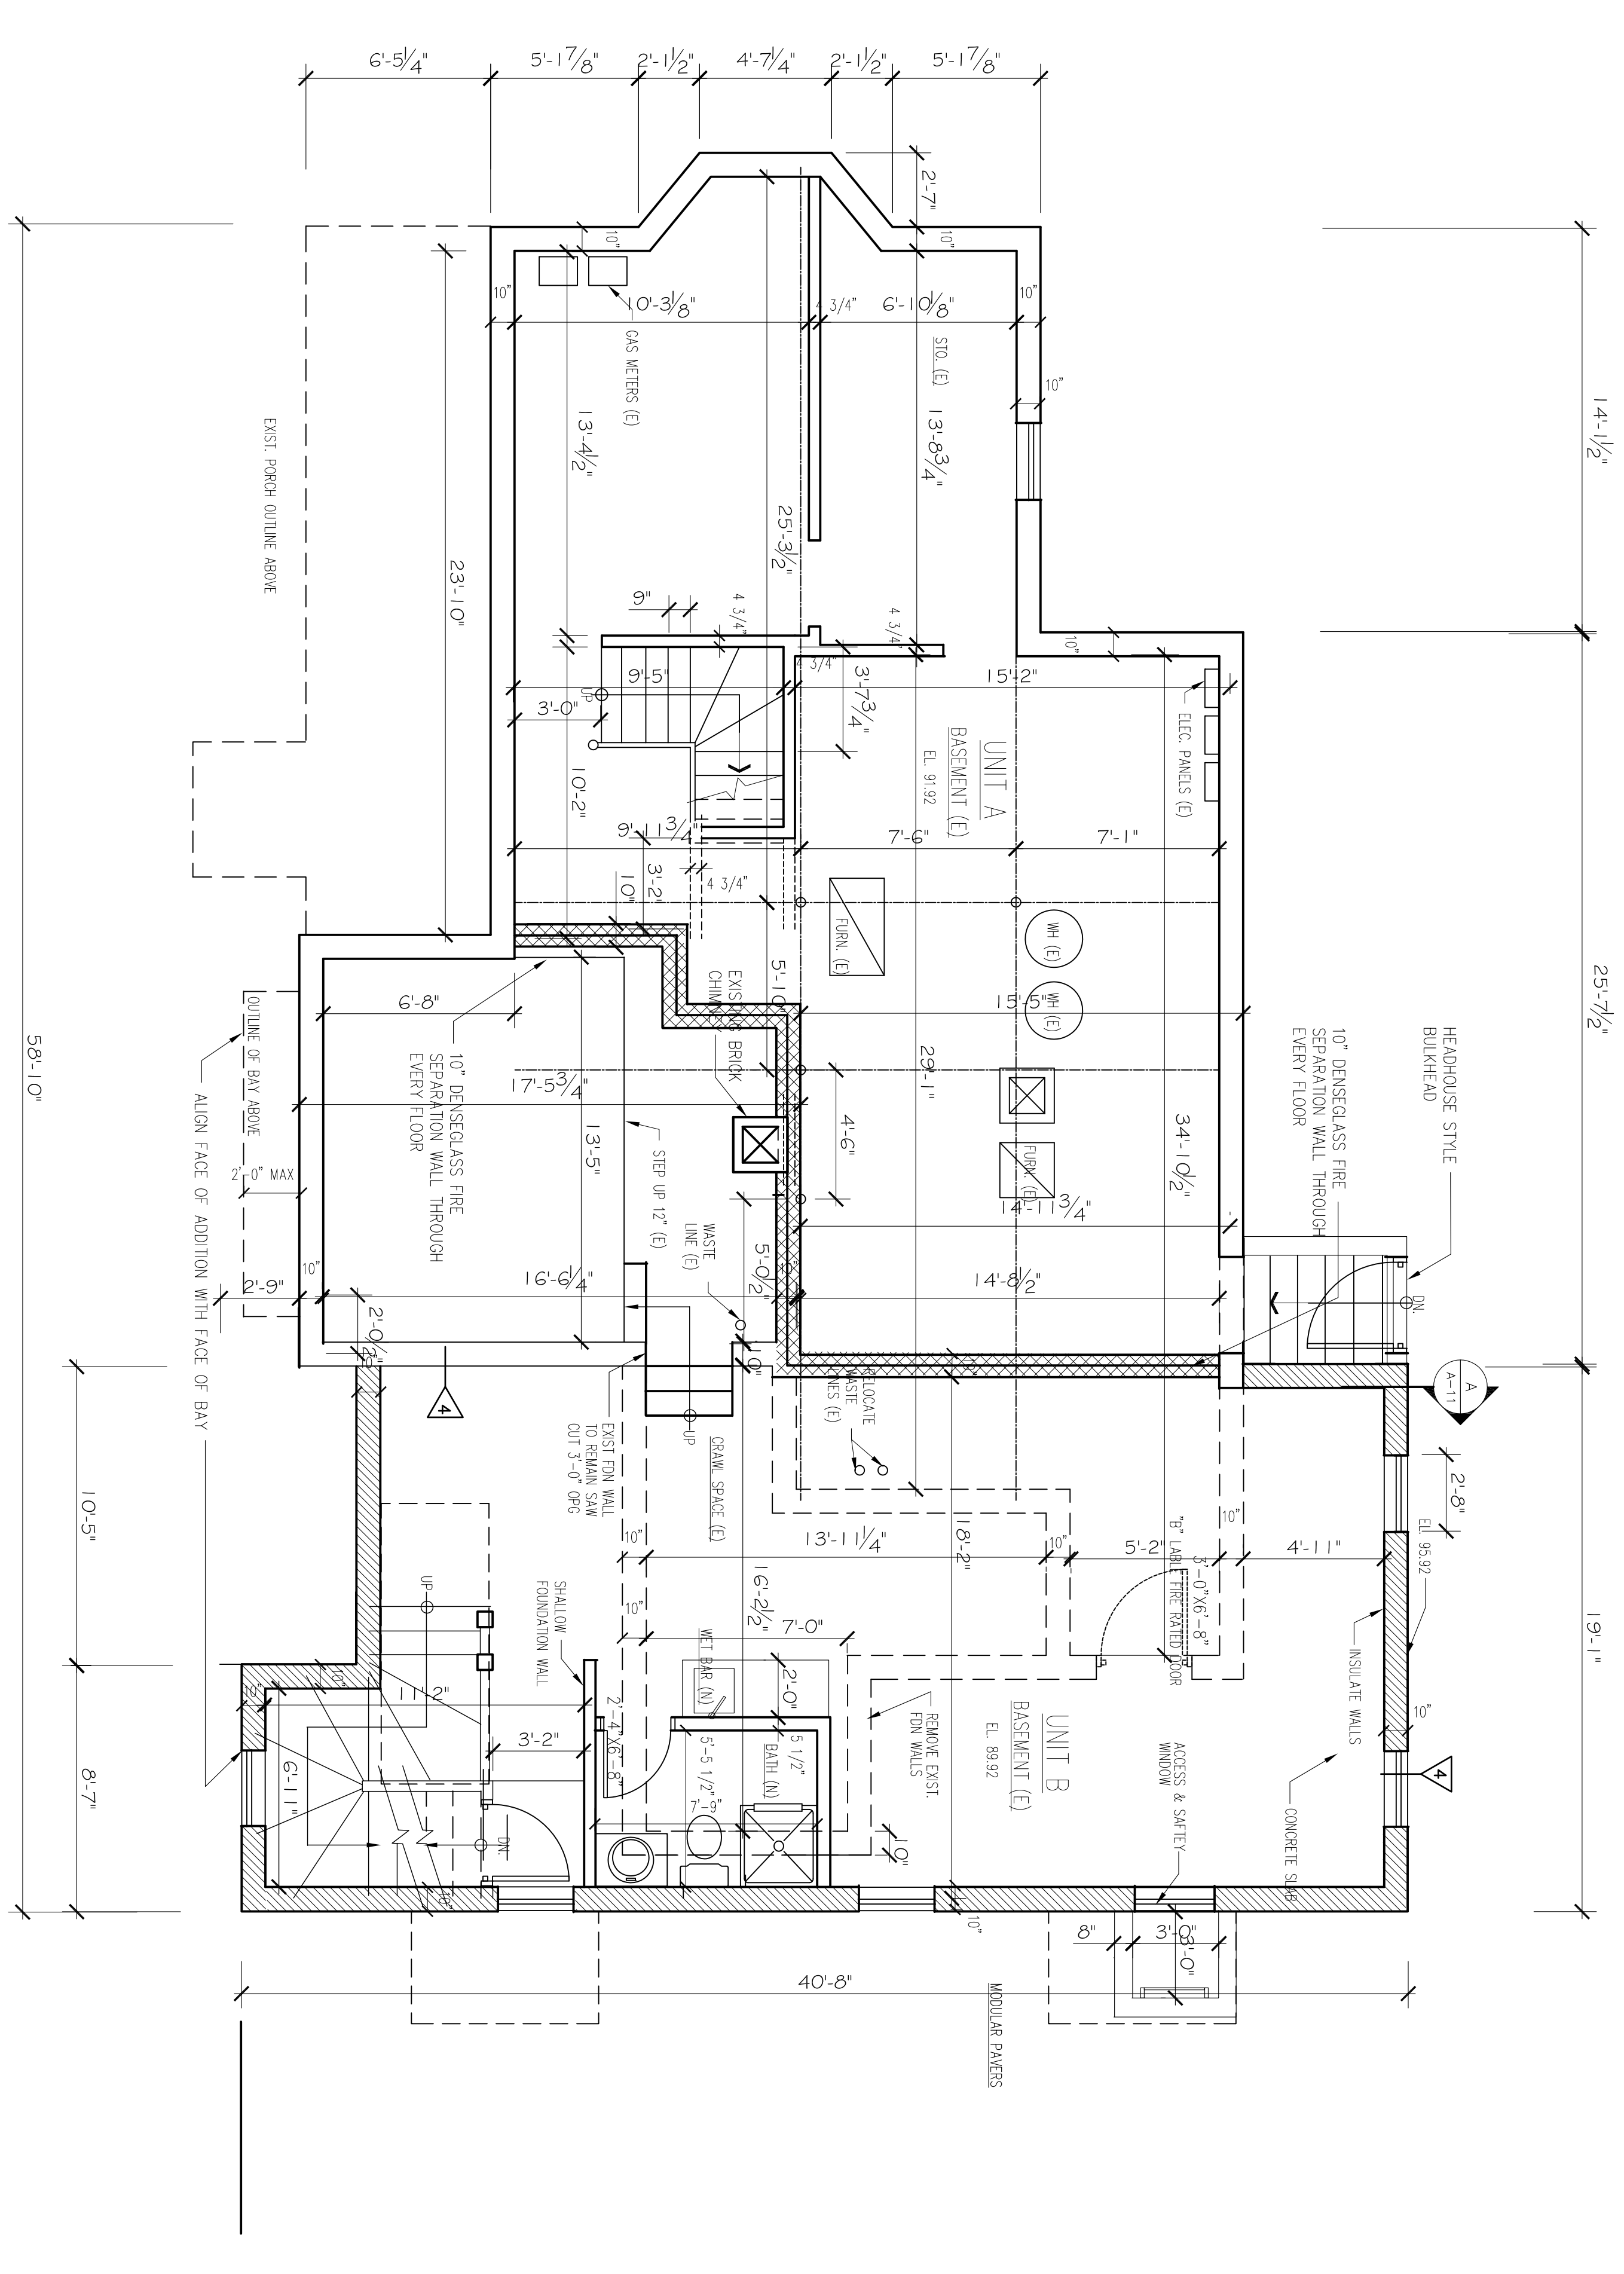 6'-5 1/4"
5'-1 7/8"
2'-1 1/2"
4'-7 1/4"
2'-1 1/2"
5'-1 7/8"
2'-7"
10"
10"
10"
10"
10"
14'-1 1/2"
25'-7 1/2"
19'-1"
58'-10"
10'-5"
8'-7"
40'-8"
10'-3 1/8"
4 3/4"
6'-10 1/8"
GAS METERS (E)
STO. (E)
13'-8 3/4"
13'-4 1/2"
25'-3 1/2"
23'-10"
EXIST. PORCH OUTLINE ABOVE
9"
4 3/4"
4 3/4"
4 3/4"
10"
9'-5"
UP
3'-0"
3'-7 3/4"
15'-2"
ELEC. PANELS (E)
UNIT A
BASEMENT (E)
EL. 91.92
10'-2"
9'-11 3/4"
7'-6"
7'-1"
3'-2"
10"
4 3/4"
FURN. (E)
WH (E)
WH (E)
FURN. (E)
5'-10"
EXISTING BRICK
CHIMNEY
15'-5"
29'-1"
34'-10 1/2"
4'-6"
14'-11 3/4"
14'-8 1/2"
6'-8"
17'-5 3/4"
13'-5"
16'-6 1/4"
10" DENSEGLASS FIRE
SEPARATION WALL THROUGH
EVERY FLOOR
STEP UP 12" (E)
WASTE
LINE (E)
5'-0 1/2"
10"
HEADHOUSE STYLE
BULKHEAD
10" DENSEGLASS FIRE
SEPARATION WALL THROUGH
EVERY FLOOR
DN.
OUTLINE OF BAY ABOVE
ALIGN FACE OF ADDITION WITH FACE OF BAY
2'-0" MAX
2'-9"
10"
2'-0 1/2"
4
A
A-11
RELOCATE
WASTE
LINES (E)
UP
CRAWL SPACE (E)
EXIST FDN WALL
TO REMAIN SAW
CUT 3'-0" OPG
10"
13'-11 1/4"
10"
5'-2"
10"
4'-11"
2'-8"
EL. 95.92
18'-2"
16'-2 1/2"
3'-0"X6'-8"
"B" LABLE FIRE RATED DOOR
INSULATE WALLS
10"
SHALLOW
FOUNDATION WALL
UP
10"
7'-0"
WET BAR (N)
2'-0"
2'-4"X6'-8"
5 1/2"
BATH (N)
5'-5 1/2"
7'-9"
REMOVE EXIST.
FDN WALLS
UNIT B
BASEMENT (E)
EL. 89.92
ACCESS & SAFTEY
WINDOW
CONCRETE SLAB
4
10"
10"
11'-2"
3'-2"
6'-11"
DN.
10"
10"
10"
8"
3'-0"
3'-0"
MODULAR PAVERS